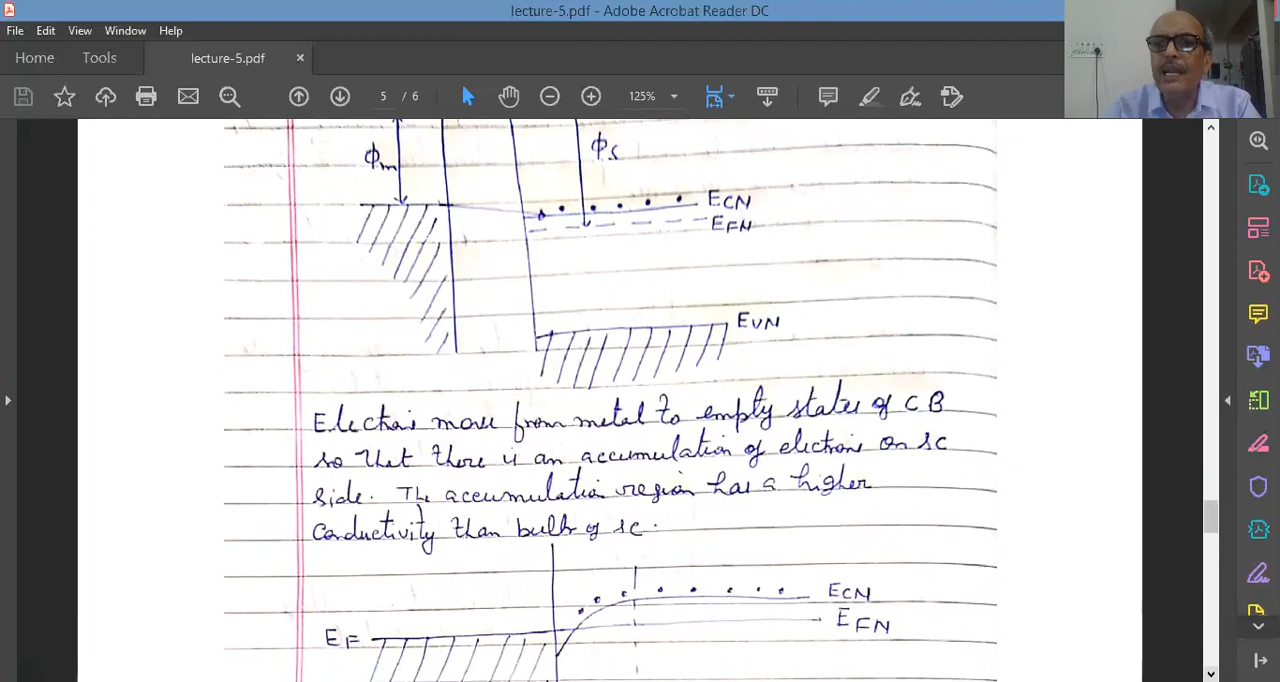 lecture-5.pdf - Adobe Acrobat Reader DC
File Edit View Window Help
Home Tools lecture-5.pdf ×
5 / 6 125%
Φm Φs
ECN
EFN
EVN
Electrons move from metal to empty states of CB
so that there is an accumulation of electrons on sc
side. The accumulation region has a higher
conductivity than bulk of sc.
ECN
EF EFN